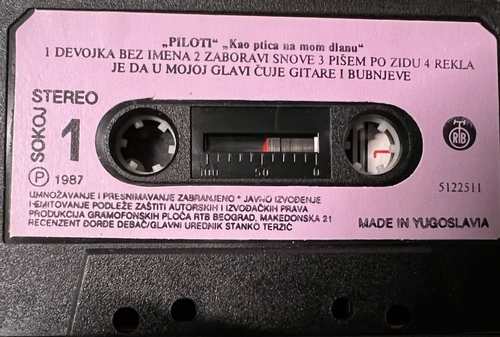 „PILOTI“ „Kao ptica na mom dlanu“
1 DEVOJKA BEZ IMENA 2 ZABORAVI SNOVE 3 PIŠEM PO ZIDU 4 REKLA
JE DA U MOJOJ GLAVI ČUJE GITARE I BUBNJEVE
STEREO
SOKOJ
1
P 1987
100 50 0
RTB
5122511
UMNOŽAVANJE I PRESNIMAVANJE ZABRANJENO * JAVNO IZVOĐENJE
I EMITOVANJE PODLEŽE ZAŠTITI AUTORSKIH I IZVOĐAČKIH PRAVA
PRODUKCIJA GRAMOFONSKIH PLOČA RTB BEOGRAD, MAKEDONSKA 21
RECENZENT ĐORĐE DEBAČ/GLAVNI UREDNIK STANKO TERZIĆ
MADE IN YUGOSLAVIA